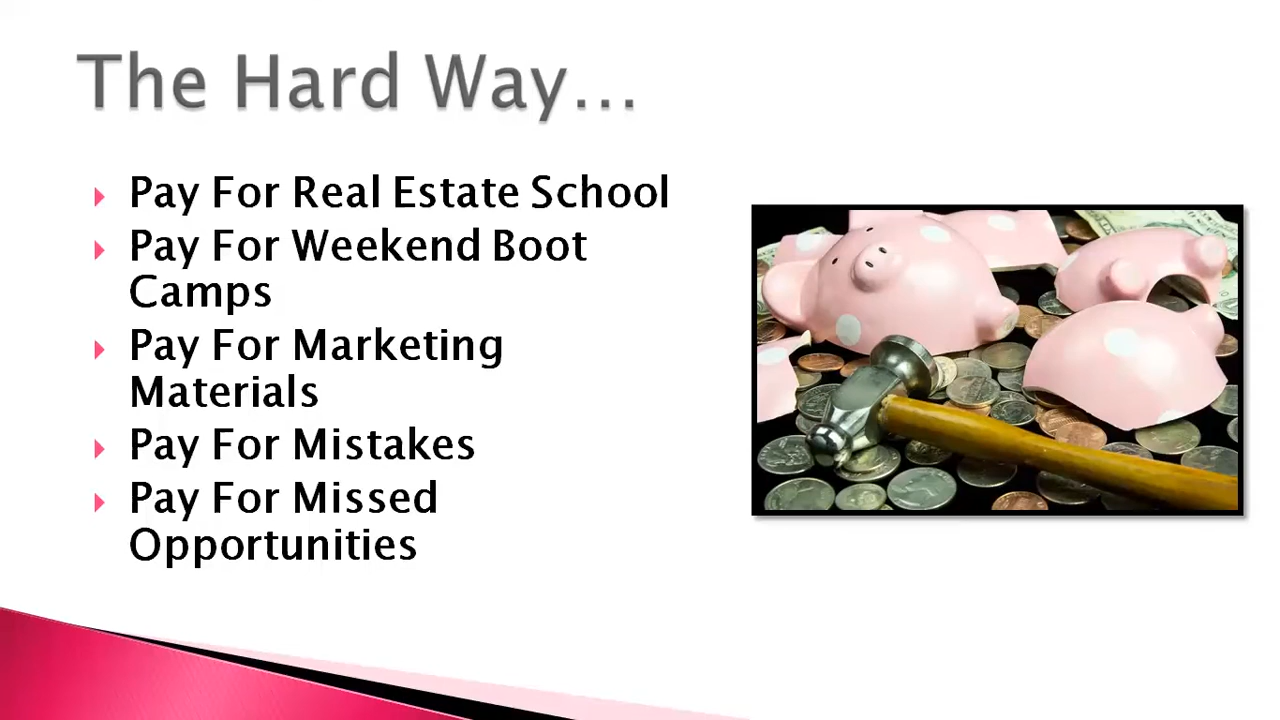 The Hard Way...
Pay For Real Estate School
Pay For Weekend Boot
Camps
Pay For Marketing
Materials
Pay For Mistakes
Pay For Missed
Opportunities